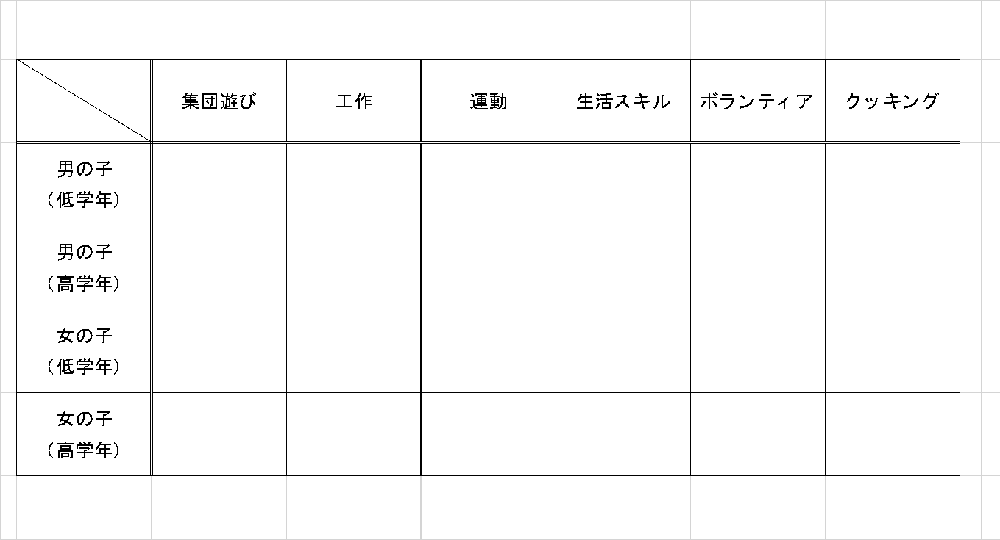 集団遊び
工作
運動
生活スキル
ボランティア
クッキング
男の子
（低学年）
男の子
（高学年）
女の子
（低学年）
女の子
（高学年）